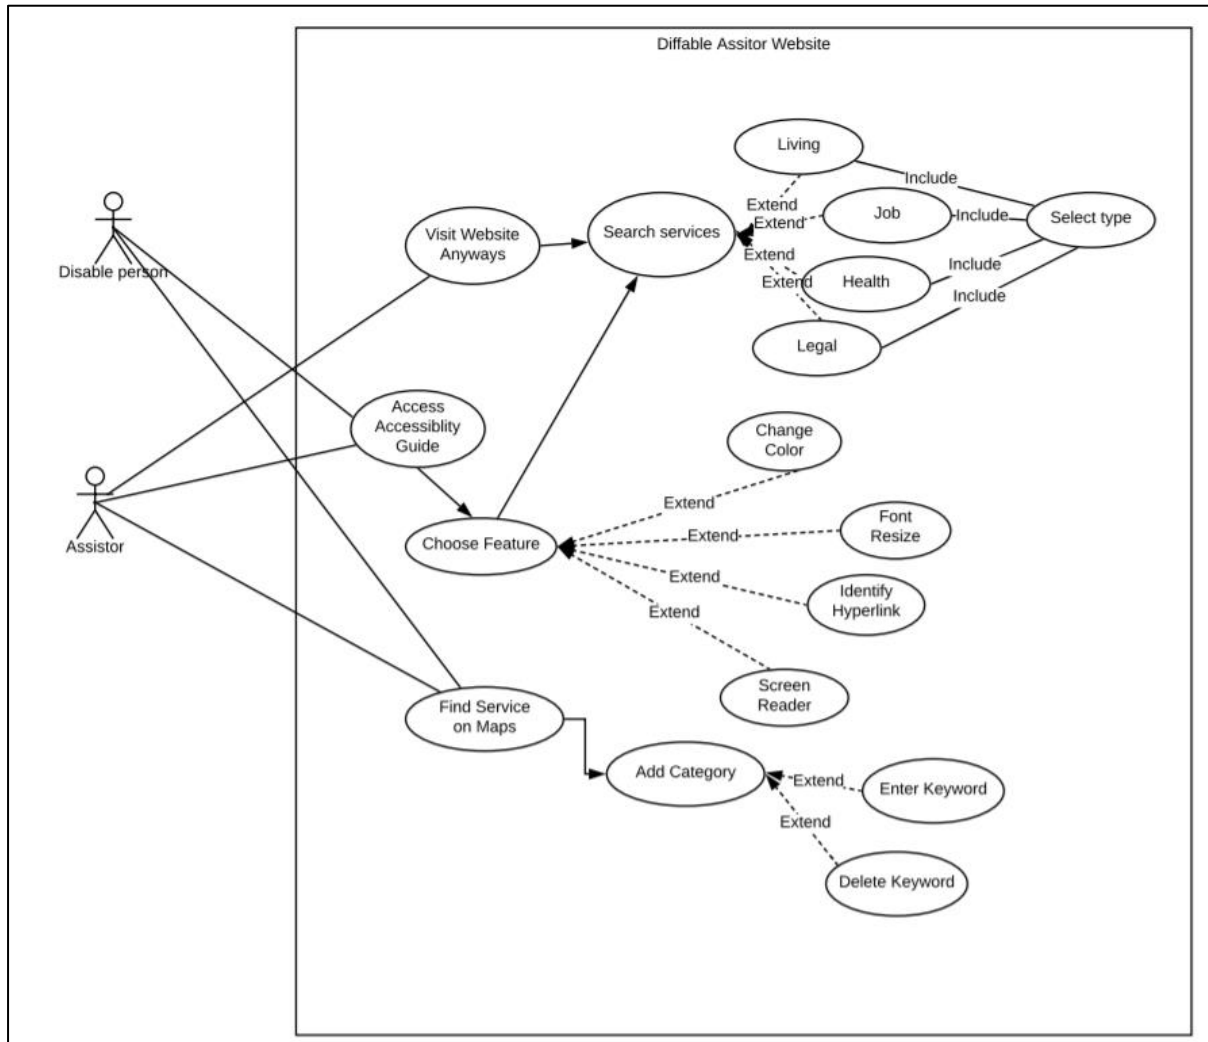 Diffable Assitor Website
Living
Include
Extend
Extend
Job
Include
Select type
Disable person
Visit Website
Anyways
Search services
Extend
Extend
Health
Include
Include
Legal
Access
Accessiblity
Guide
Change
Color
Assistor
Extend
Font
Resize
Extend
Choose Feature
Extend
Identify
Hyperlink
Extend
Screen
Reader
Find Service
on Maps
Add Category
Extend
Enter Keyword
Extend
Delete Keyword